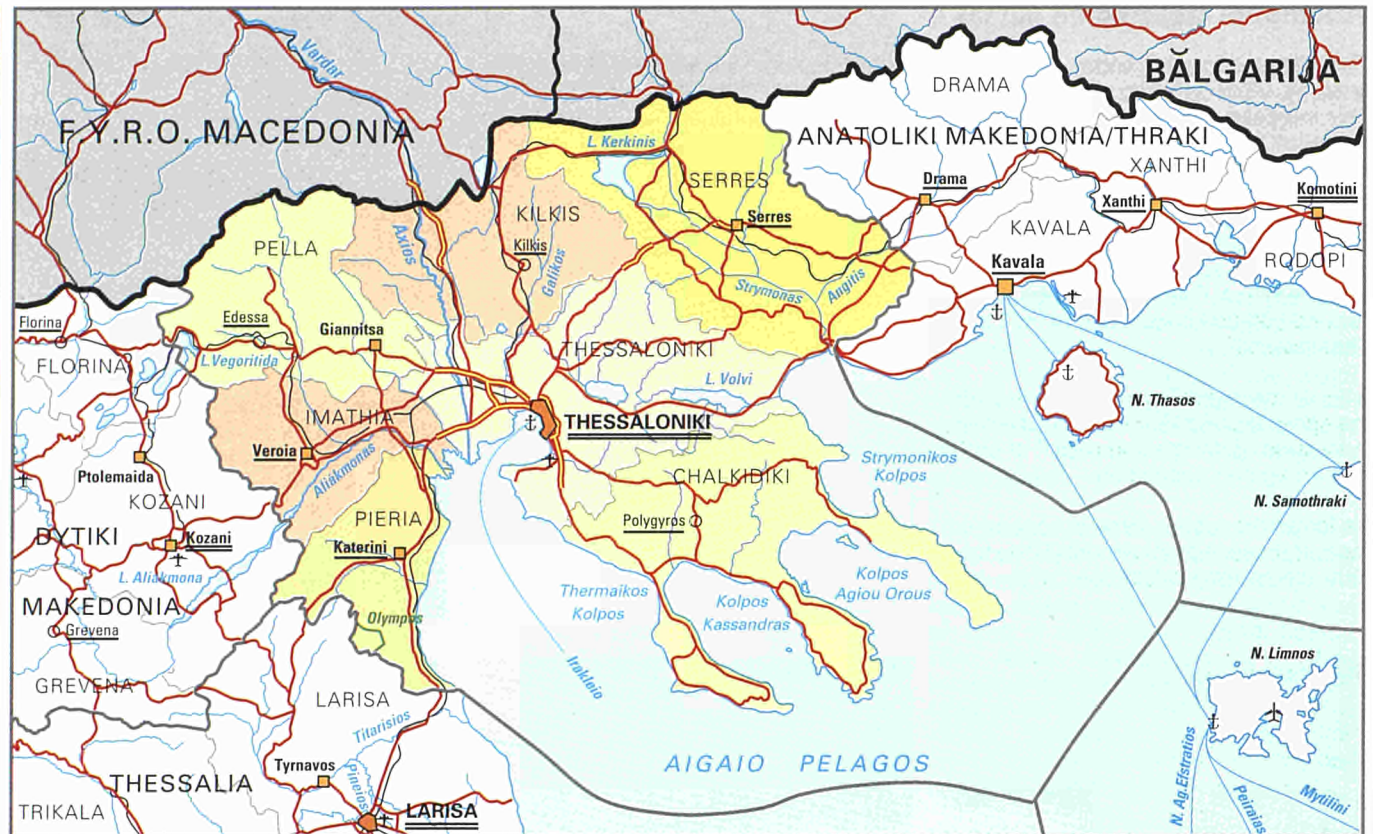 Vardar
BĂLGARIJA
DRAMA
F.Y.R.O. MACEDONIA
L. Kerkinis
ANATOLIKI MAKEDONIA/THRAKI
XANTHI
SERRES
Drama
Komotini
Xanthi
KILKIS
Serres
KAVALA
PELLA
Axios
Kilkis
Galikos
Kavala
RODOPI
Strymonas
Angitis
Florina
Edessa
Giannitsa
FLORINA
L.Vegoritida
THESSALONIKI
L. Volvi
N. Thasos
IMATHIA
THESSALONIKI
Veroia
Aliákmonas
Strymonikos
Kolpos
Ptolemaida
CHALKIDIKI
KOZANI
N. Samothraki
PIERIA
Polygyros
DYTIKI
Kozani
Katerini
L. Aliakmona
Kolpos
Agiou Orous
Thermaikos
Kolpos
Kolpos
Kassandras
MAKEDONIA
Olympos
Grevena
Irakleio
N. Limnos
GREVENA
LARISA
Titarisios
AIGAIO PELAGOS
Tyrnavos
THESSALIA
Pineios
N. Ag.Efstratios
Peiraias
Mytilini
TRIKALA
LARISA